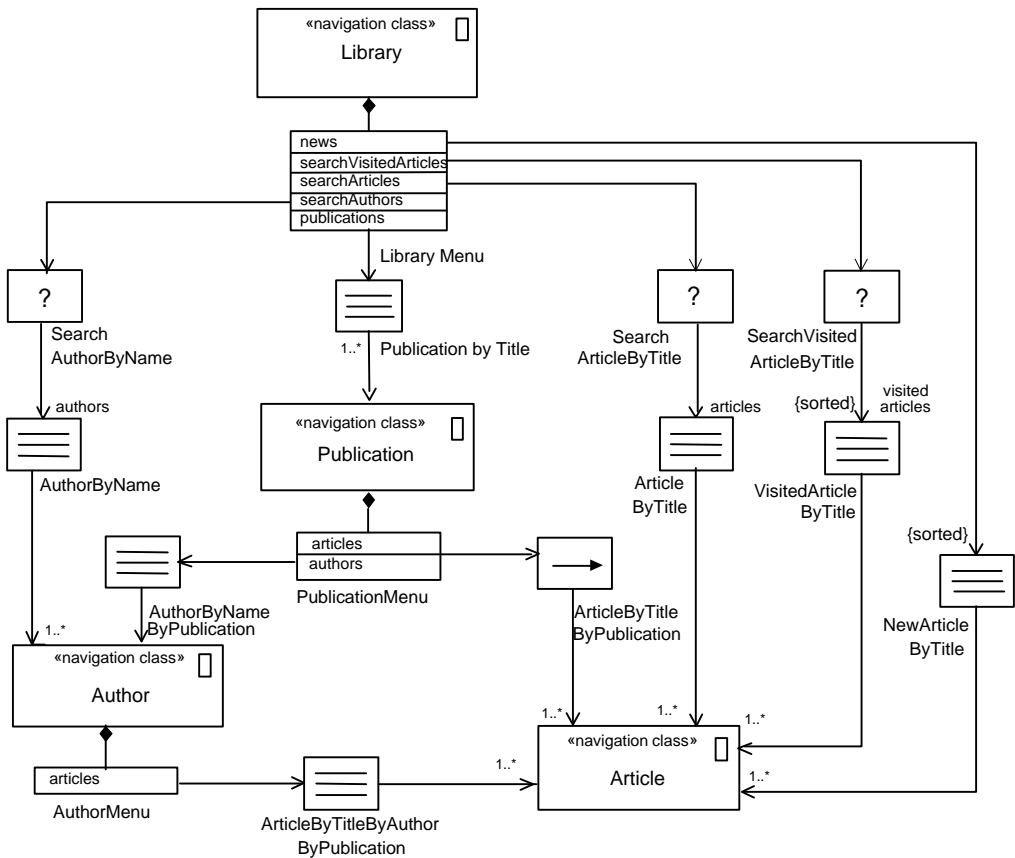 «navigation class»
Library
news
searchVisitedArticles
searchArticles
searchAuthors
publications
Library Menu
?
?
?
Search
AuthorByName
1..*
Publication by Title
Search
ArticleByTitle
SearchVisited
ArticleByTitle
authors
articles
{sorted}
visited
articles
«navigation class»
Publication
AuthorByName
Article
ByTitle
VisitedArticle
ByTitle
{sorted}
articles
authors
PublicationMenu
AuthorByName
ByPublication
ArticleByTitle
ByPublication
NewArticle
ByTitle
1..*
«navigation class»
Author
1..*
1..*
1..*
«navigation class»
Article
1..*
1..*
articles
AuthorMenu
ArticleByTitleByAuthor
ByPublication